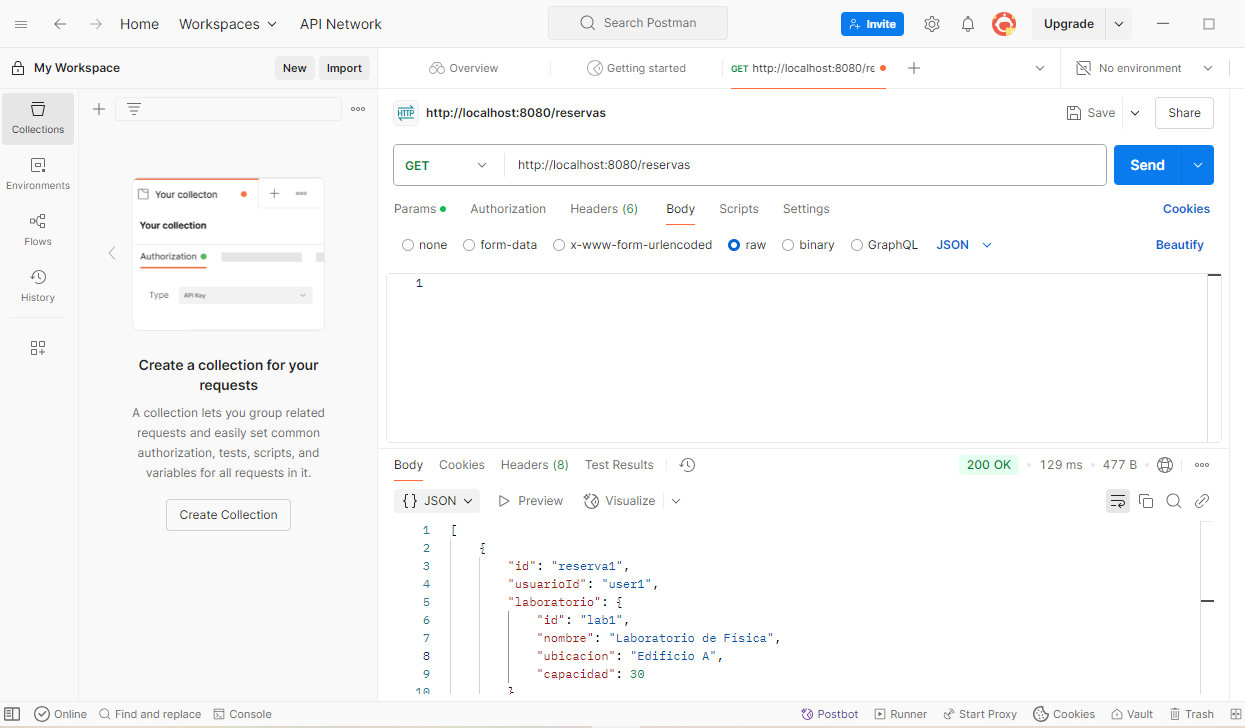 Home Workspaces API Network Search Postman Invite Upgrade
My Workspace New Import Overview Getting started GET http://localhost:8080/re No environment
Collections
Environments
Flows
History
Your collecton
Your collection
Authorization
Type API Key
Create a collection for your
requests
A collection lets you group related
requests and easily set common
authorization, tests, scripts, and
variables for all requests in it.
Create Collection
HTTP http://localhost:8080/reservas Save Share
GET http://localhost:8080/reservas Send
Params Authorization Headers (6) Body Scripts Settings Cookies
none form-data x-www-form-urlencoded raw binary GraphQL JSON Beautify
1
Body Cookies Headers (8) Test Results 200 OK 129 ms 477 B
{} JSON Preview Visualize
1 [
2 {
3 "id": "reserva1",
4 "usuarioId": "user1",
5 "laboratorio": {
6 "id": "lab1",
7 "nombre": "Laboratorio de Física",
8 "ubicacion": "Edificio A",
9 "capacidad": 30
10 }
Online Find and replace Console Postbot Runner Start Proxy Cookies Vault Trash